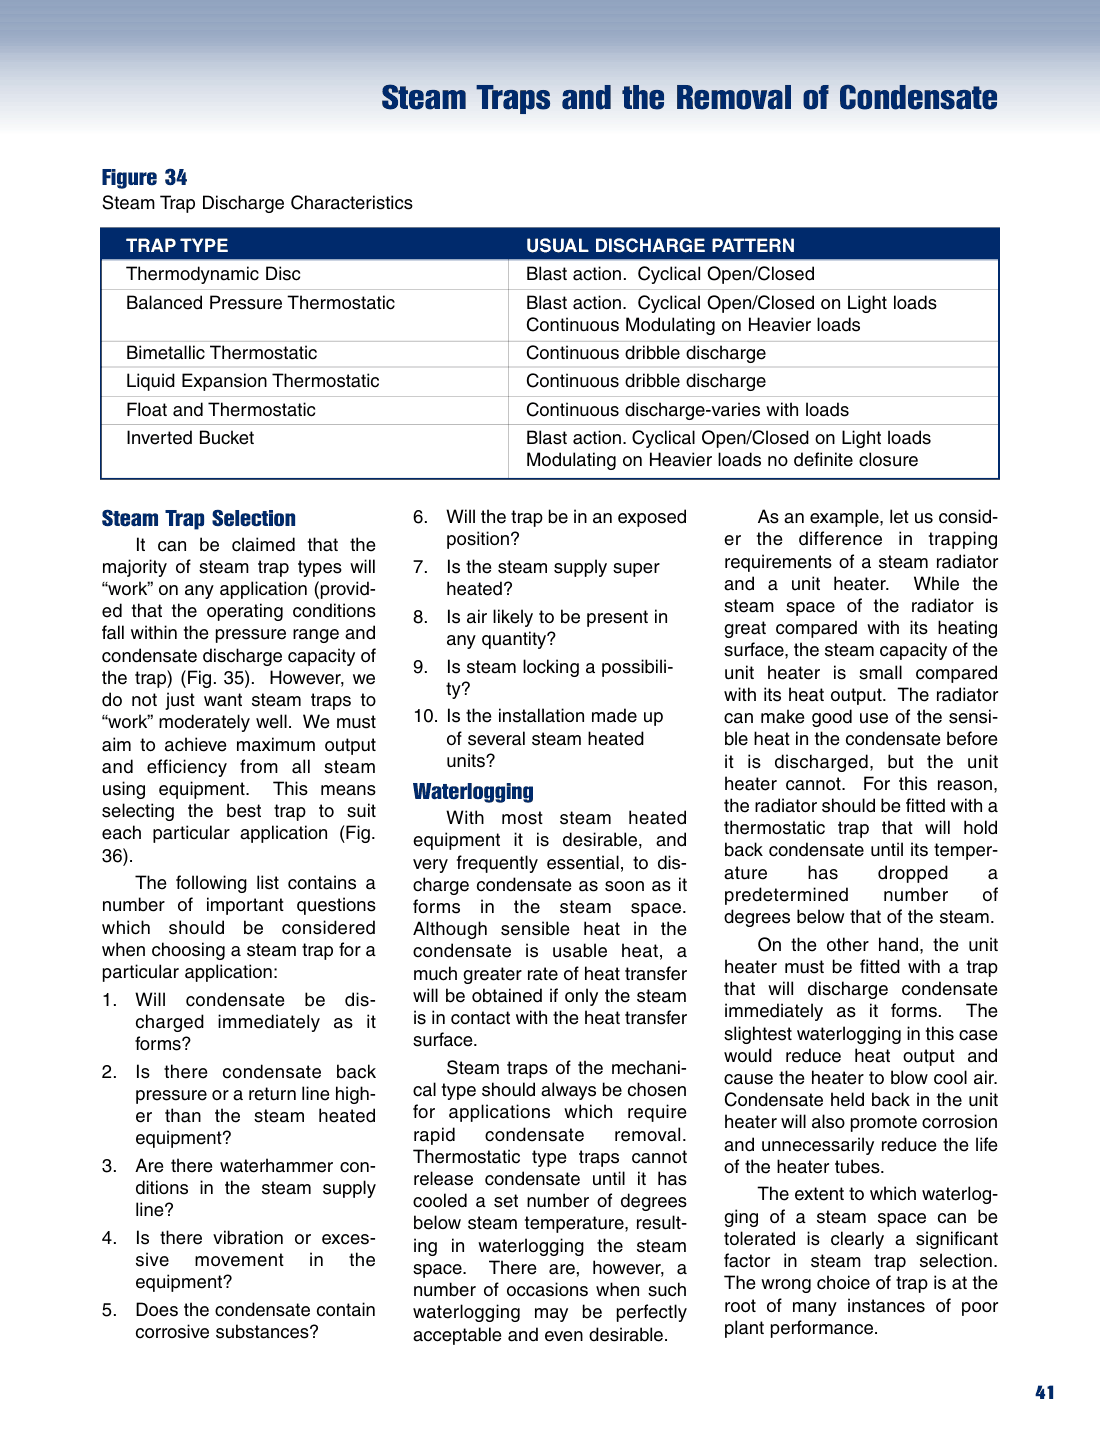 Steam Traps and the Removal of Condensate
Figure 34
Steam Trap Discharge Characteristics
TRAP TYPE USUAL DISCHARGE PATTERN
Thermodynamic Disc Blast action. Cyclical Open/Closed
Balanced Pressure Thermostatic Blast action. Cyclical Open/Closed on Light loads
Continuous Modulating on Heavier loads
Bimetallic Thermostatic Continuous dribble discharge
Liquid Expansion Thermostatic Continuous dribble discharge
Float and Thermostatic Continuous discharge-varies with loads
Inverted Bucket Blast action. Cyclical Open/Closed on Light loads
Modulating on Heavier loads no definite closure
Steam Trap Selection
It can be claimed that the
majority of steam trap types will
“work” on any application (provid-
ed that the operating conditions
fall within the pressure range and
condensate discharge capacity of
the trap) (Fig. 35). However, we
do not just want steam traps to
“work” moderately well. We must
aim to achieve maximum output
and efficiency from all steam
using equipment. This means
selecting the best trap to suit
each particular application (Fig.
36).
The following list contains a
number of important questions
which should be considered
when choosing a steam trap for a
particular application:
1. Will condensate be dis-
charged immediately as it
forms?
2. Is there condensate back
pressure or a return line high-
er than the steam heated
equipment?
3. Are there waterhammer con-
ditions in the steam supply
line?
4. Is there vibration or exces-
sive movement in the
equipment?
5. Does the condensate contain
corrosive substances?
6. Will the trap be in an exposed
position?
7. Is the steam supply super
heated?
8. Is air likely to be present in
any quantity?
9. Is steam locking a possibili-
ty?
10. Is the installation made up
of several steam heated
units?
Waterlogging
With most steam heated
equipment it is desirable, and
very frequently essential, to dis-
charge condensate as soon as it
forms in the steam space.
Although sensible heat in the
condensate is usable heat, a
much greater rate of heat transfer
will be obtained if only the steam
is in contact with the heat transfer
surface.
Steam traps of the mechani-
cal type should always be chosen
for applications which require
rapid condensate removal.
Thermostatic type traps cannot
release condensate until it has
cooled a set number of degrees
below steam temperature, result-
ing in waterlogging the steam
space. There are, however, a
number of occasions when such
waterlogging may be perfectly
acceptable and even desirable.
As an example, let us consid-
er the difference in trapping
requirements of a steam radiator
and a unit heater. While the
steam space of the radiator is
great compared with its heating
surface, the steam capacity of the
unit heater is small compared
with its heat output. The radiator
can make good use of the sensi-
ble heat in the condensate before
it is discharged, but the unit
heater cannot. For this reason,
the radiator should be fitted with a
thermostatic trap that will hold
back condensate until its temper-
ature has dropped a
predetermined number of
degrees below that of the steam.
On the other hand, the unit
heater must be fitted with a trap
that will discharge condensate
immediately as it forms. The
slightest waterlogging in this case
would reduce heat output and
cause the heater to blow cool air.
Condensate held back in the unit
heater will also promote corrosion
and unnecessarily reduce the life
of the heater tubes.
The extent to which waterlog-
ging of a steam space can be
tolerated is clearly a significant
factor in steam trap selection.
The wrong choice of trap is at the
root of many instances of poor
plant performance.
41